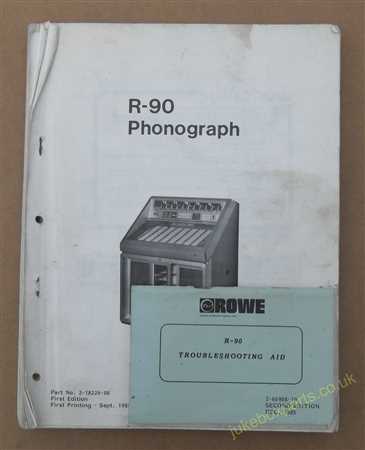 R-90
Phonograph
ROWE
R-90
TROUBLESHOOTING AID
Part No.
First Edition
First Printing - Sept.
SECOND EDITION
jukeboxparts.co.uk